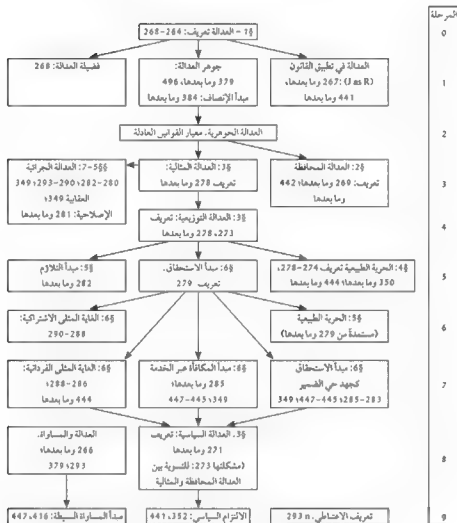 المرحلة
0
§1 - العدالة تعريف: 264-268
1
العدالة في تطبيق القانون
(J as R): 267 وما بعدها،
441 وما بعدها
جوهر العدالة:
379 وما بعدها، 496
مبدأ الإنصاف: 384 وما بعدها
فضيلة العدالة: 268
2
العدالة الجوهرية. معيار القوانين العادلة
3
§2: العدالة المحافظة
تعريف: 269 وما بعدها؛ 442
وما بعدها
§3: العدالة المثالية:
تعريف 278 وما بعدها
§§5-7: العدالة الجزائية
280-282؛ 290-293؛ 349
العقابية 349؛
الإصلاحية: 281 وما بعدها
4
§3: العدالة التوزيعية: تعريف
273، 278 وما بعدها
5
§4: الحرية الطبيعية تعريف 274-278،
350 وما بعدها؛ 444 وما بعدها
§6: مبدأ الاستحقاق.
تعريف 279
§5: مبدأ التلاؤم
282 وما بعدها
6
§5: الحرية الطبيعية
(مستمدة من 279 وما بعدها)
§6: الغاية المثلى الاشتراكية:
288-290
7
§6: مبدأ الاستحقاق
كجهد حي الضمير
283-285؛ 445-447؛ 349
§6: مبدأ المكافأة عبر الخدمة
285 وما بعدها؛
349؛ 445-447
§6: الغاية المثلى الفردانية:
286-288؛
444 وما بعدها
8
§3. العدالة السياسية: تعريف
271 وما بعدها
(مشكلتها 273: للتسوية بين
العدالة المحافظة والمثالية
العدالة والمساواة.
266 وما بعدها؛
293؛ 379
9
تعريف الاعتباطي .293 n
الالتزام السياسي: 352، 441
مبدأ المساواة البسيطة: 416، 447